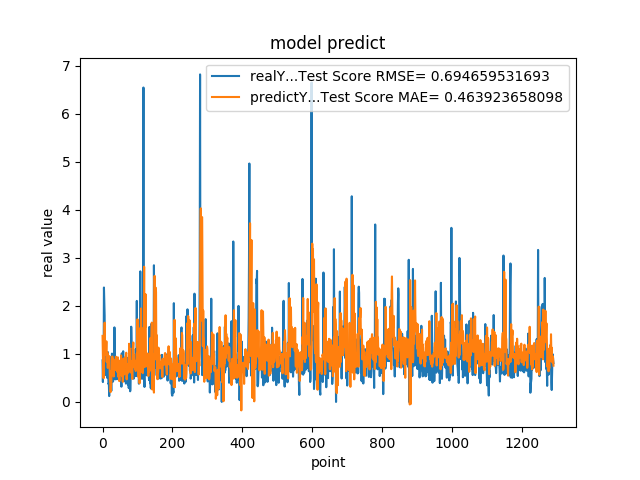 model predict
realY...Test Score RMSE= 0.694659531693
predictY...Test Score MAE= 0.463923658098
real value
7
6
5
4
3
2
1
0
0 200 400 600 800 1000 1200
point